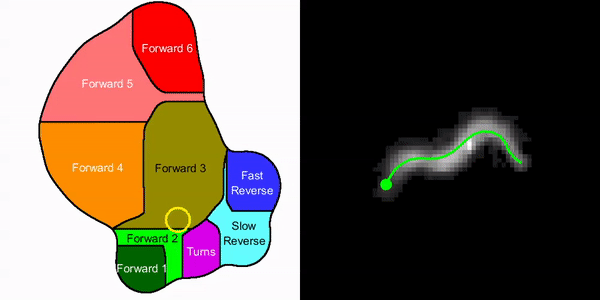 Forward 6
Forward 5
Forward 4
Forward 3
Fast
Reverse
Slow
Reverse
Forward 2
Turns
Forward 1